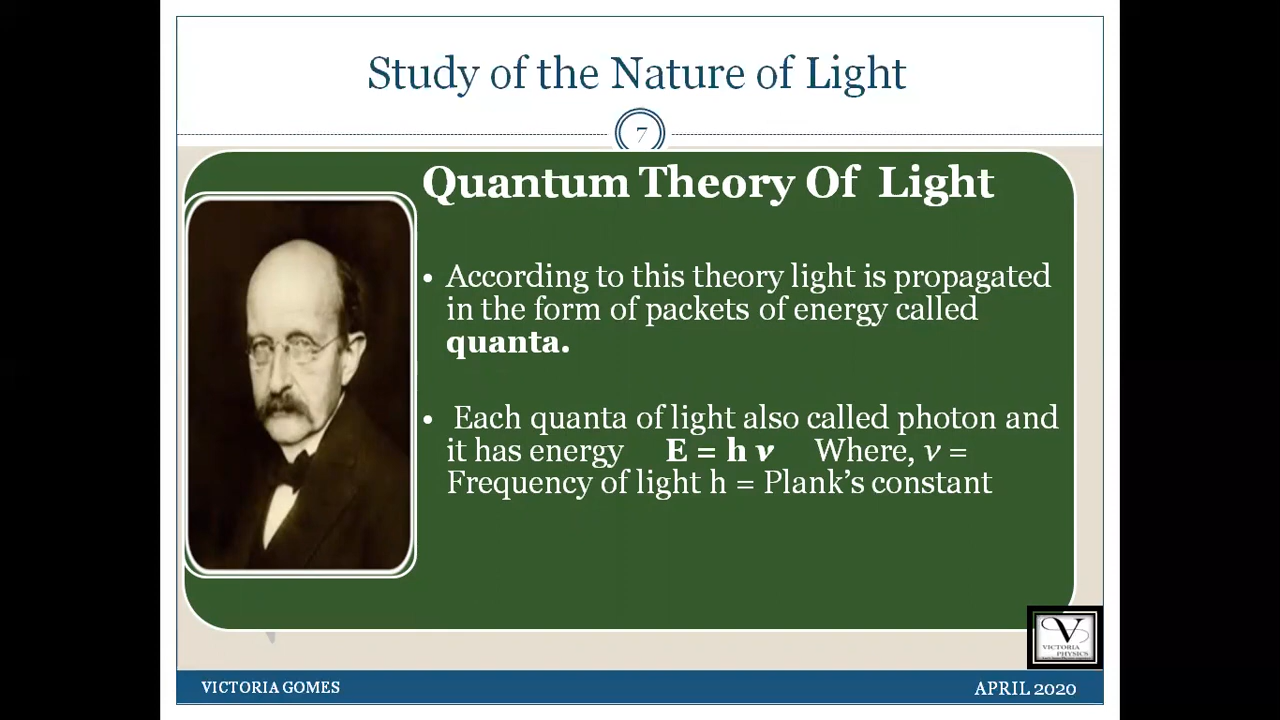 Study of the Nature of Light
7
Quantum Theory Of Light
• According to this theory light is propagated
in the form of packets of energy called
quanta.
• Each quanta of light also called photon and
it has energy E = h ν Where, ν =
Frequency of light h = Plank's constant
V
VICTORIA
PHYSICS
VICTORIA GOMES
APRIL 2020